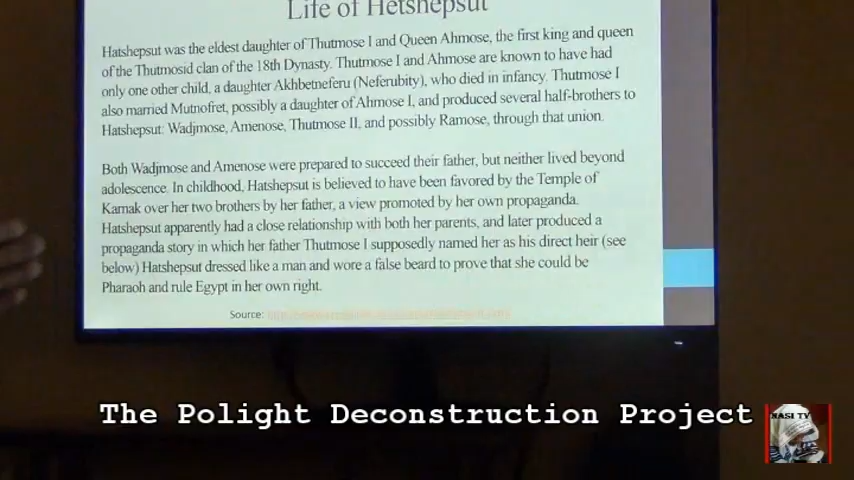 Life of Hetshepsut
Hatshepsut was the eldest daughter of Thutmose I and Queen Ahmose, the first king and queen
of the Thutmosid clan of the 18th Dynasty. Thutmose I and Ahmose are known to have had
only one other child, a daughter Akhbetneferu (Neferubity), who died in infancy. Thutmose I
also married Mutnofret, possibly a daughter of Ahmose I, and produced several half-brothers to
Hatshepsut: Wadjmose, Amenose, Thutmose II, and possibly Ramose, through that union.
Both Wadjmose and Amenose were prepared to succeed their father, but neither lived beyond
adolescence. In childhood, Hatshepsut is believed to have been favored by the Temple of
Karnak over her two brothers by her father, a view promoted by her own propaganda.
Hatshepsut apparently had a close relationship with both her parents, and later produced a
propaganda story in which her father Thutmose I supposedly named her as his direct heir (see
below) Hatshepsut dressed like a man and wore a false beard to prove that she could be
Pharaoh and rule Egypt in her own right.
Source:
The Polight Deconstruction Project
NASI TV